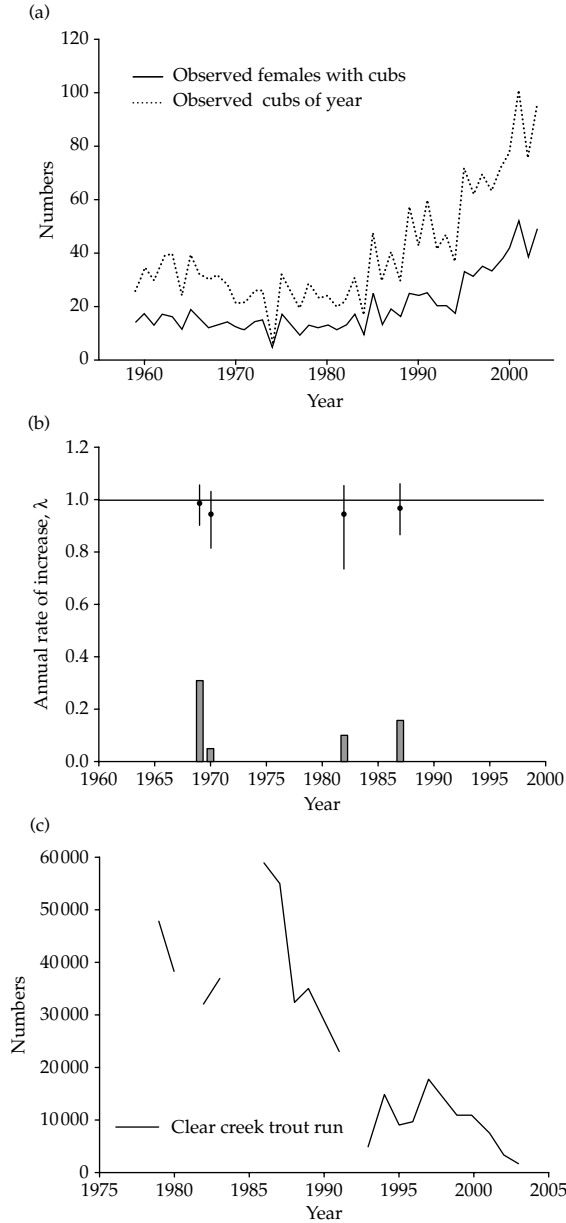 (a)
120
100
80
60
40
20
0
Numbers
Observed females with cubs
Observed cubs of year
1960 1970 1980 1990 2000
Year
(b)
1.2
1.0
0.8
0.6
0.4
0.2
0.0
Annual rate of increase, λ
1960 1965 1970 1975 1980 1985 1990 1995 2000
Year
(c)
60000
50000
40000
30000
20000
10000
0
Numbers
Clear creek trout run
1975 1980 1985 1990 1995 2000 2005
Year